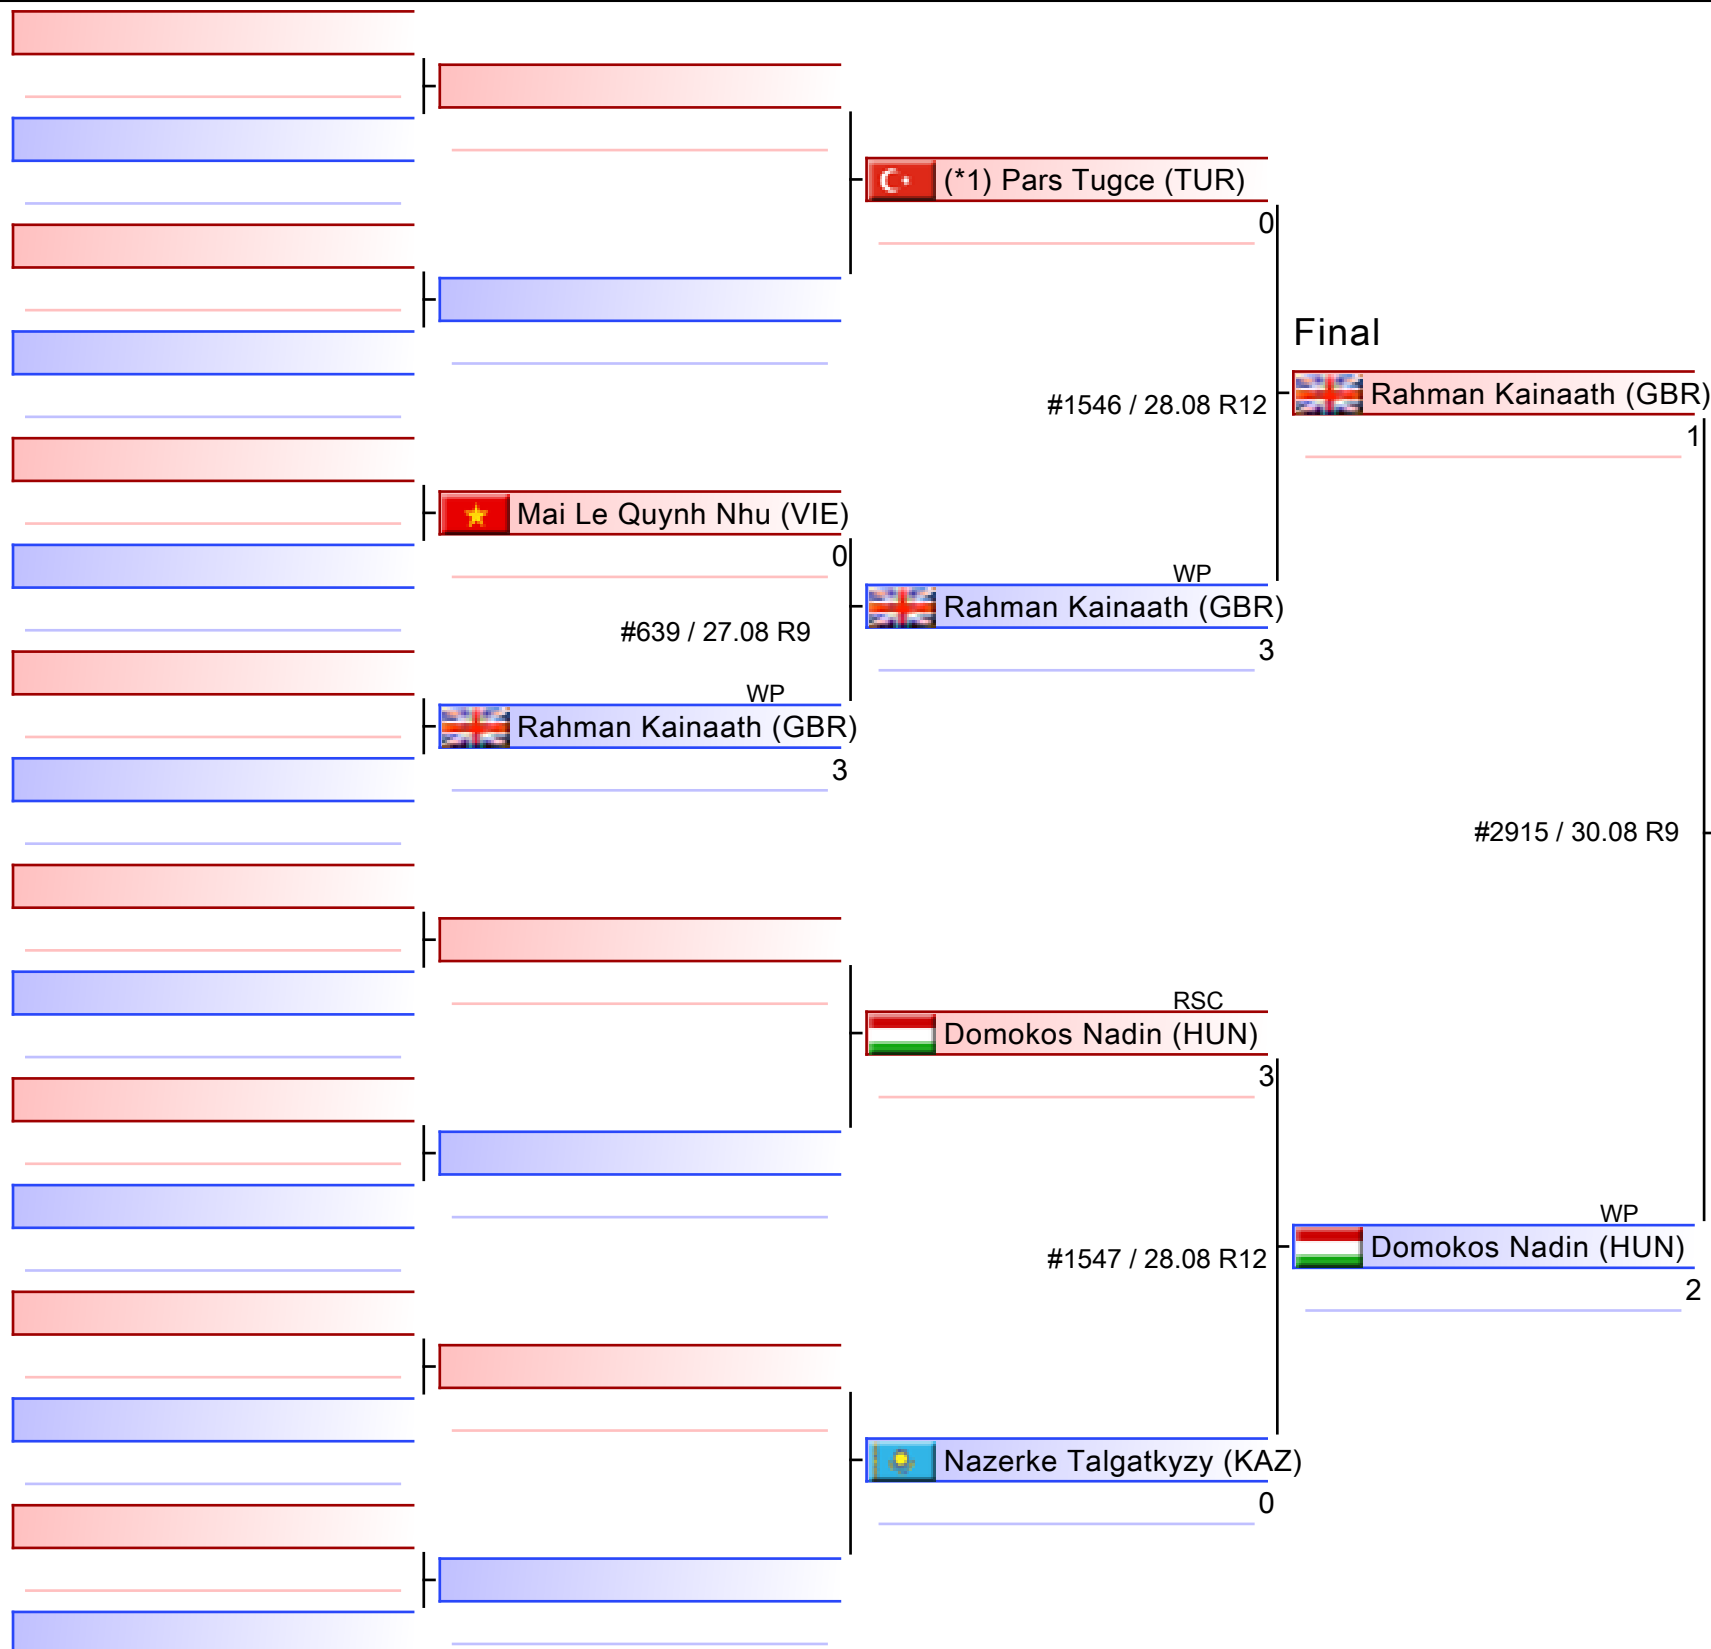 (*1) Pars Tugce (TUR)
0
Final
#1546 / 28.08 R12
Rahman Kainaath (GBR)
1
Mai Le Quynh Nhu (VIE)
0
WP
Rahman Kainaath (GBR)
3
#639 / 27.08 R9
WP
Rahman Kainaath (GBR)
3
#2915 / 30.08 R9
RSC
Domokos Nadin (HUN)
3
WP
Domokos Nadin (HUN)
2
#1547 / 28.08 R12
Nazerke Talgatkyzy (KAZ)
0